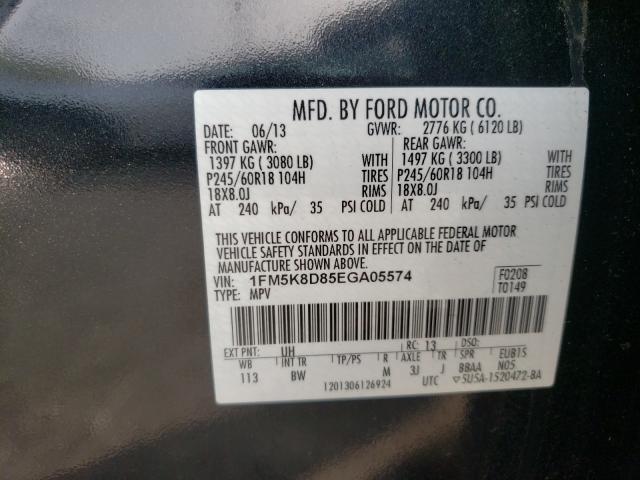 MFD. BY FORD MOTOR CO.
DATE: 06/13 GVWR: 2776 KG ( 6120 LB)
FRONT GAWR: REAR GAWR:
1397 KG ( 3080 LB) WITH 1497 KG ( 3300 LB) WITH
P245/60R18 104H TIRES P245/60R18 104H TIRES
18X8.0J RIMS 18X8.0J RIMS
AT 240 kPa/ 35 PSI COLD AT 240 kPa/ 35 PSI COLD
THIS VEHICLE CONFORMS TO ALL APPLICABLE FEDERAL MOTOR
VEHICLE SAFETY STANDARDS IN EFFECT ON THE DATE OF
MANUFACTURE SHOWN ABOVE.
VIN: 1FM5K8D85EGA05574 F0208
TYPE: MPV T0149
EXT PNT: UH RC: 13 DSO:
WB INT TR TP/PS R AXLE TR SPR EUB1S
113 BW M 3J J BBAA N05
1201306126924 UTC ▽5U5A-1520472-BA